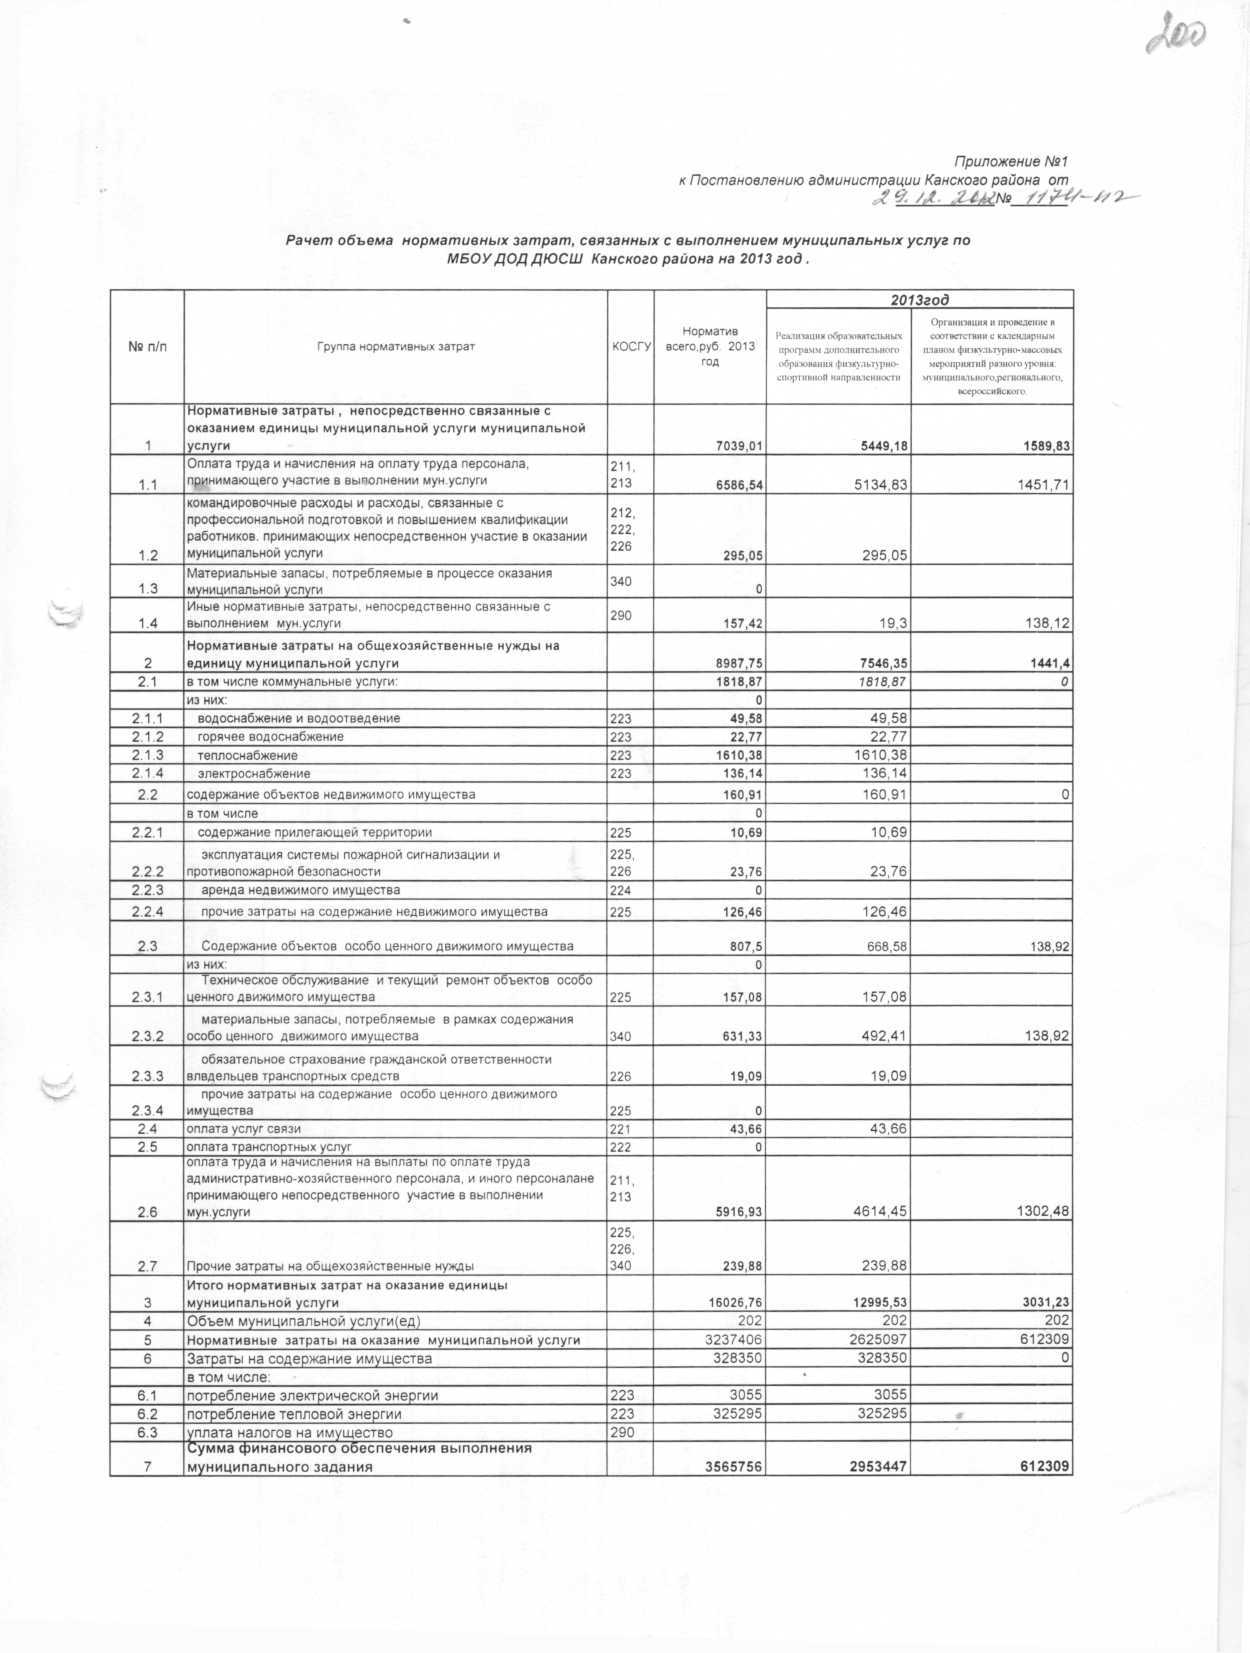 200
Приложение №1
к Постановлению администрации Канского района от
29.12.2012 № 1174-пг
Рачет объема нормативных затрат, связанных с выполнением муниципальных услуг по
МБОУ ДОД ДЮСШ Канского района на 2013 год .
№ п/п Группа нормативных затрат КОСГУ Норматив всего,руб. 2013 год 2013год
Реализация образовательных программ дополнительного образования физкультурно-спортивной направленности
Организация и проведение в соответствии с календарным планом физкультурно-массовых мероприятий разного уровня: муниципального,регионального, всероссийского.
Нормативные затраты , непосредственно связанные с
оказанием единицы муниципальной услуги муниципальной
1 услуги 7039,01 5449,18 1589,83
Оплата труда и начисления на оплату труда персонала, 211,
1.1 принимающего участие в выполнении мун.услуги 213 6586,54 5134,83 1451,71
командировочные расходы и расходы, связанные с
профессиональной подготовкой и повышением квалификации 212,
работников. принимающих непосредственнон участие в оказании 222,
1.2 муниципальной услуги 226 295,05 295,05
Материальные запасы, потребляемые в процессе оказания
1.3 муниципальной услуги 340 0
Иные нормативные затраты, непосредственно связанные с
1.4 выполнением мун.услуги 290 157,42 19,3 138,12
Нормативные затраты на общехозяйственные нужды на
2 единицу муниципальной услуги 8987,75 7546,35 1441,4
2.1 в том числе коммунальные услуги: 1818,87 1818,87 0
из них: 0
2.1.1 водоснабжение и водоотведение 223 49,58 49,58
2.1.2 горячее водоснабжение 223 22,77 22,77
2.1.3 теплоснабжение 223 1610,38 1610,38
2.1.4 электроснабжение 223 136,14 136,14
2.2 содержание объектов недвижимого имущества 160,91 160,91 0
в том числе 0
2.2.1 содержание прилегающей территории 225 10,69 10,69
эксплуатация системы пожарной сигнализации и 225,
2.2.2 противопожарной безопасности 226 23,76 23,76
2.2.3 аренда недвижимого имущества 224 0
2.2.4 прочие затраты на содержание недвижимого имущества 225 126,46 126,46
2.3 Содержание объектов особо ценного движимого имущества 807,5 668,58 138,92
из них: 0
Техническое обслуживание и текущий ремонт объектов особо
2.3.1 ценного движимого имущества 225 157,08 157,08
материальные запасы, потребляемые в рамках содержания
2.3.2 особо ценного движимого имущества 340 631,33 492,41 138,92
обязательное страхование гражданской ответственности
2.3.3 владельцев транспортных средств 226 19,09 19,09
прочие затраты на содержание особо ценного движимого
2.3.4 имущества 225 0
2.4 оплата услуг связи 221 43,66 43,66
2.5 оплата транспортных услуг 222 0
оплата труда и начисления на выплаты по оплате труда
административно-хозяйственного персонала, и иного персоналане 211,
принимающего непосредственного участие в выполнении 213
2.6 мун.услуги 5916,93 4614,45 1302,48
225,
226,
2.7 Прочие затраты на общехозяйственные нужды 340 239,88 239,88
Итого нормативных затрат на оказание единицы
3 муниципальной услуги 16026,76 12995,53 3031,23
4 Объем муниципальной услуги(ед) 202 202 202
5 Нормативные затраты на оказание муниципальной услуги 3237406 2625097 612309
6 Затраты на содержание имущества 328350 328350 0
в том числе:
6.1 потребление электрической энергии 223 3055 3055
6.2 потребление тепловой энергии 223 325295 325295
6.3 уплата налогов на имущество 290
Сумма финансового обеспечения выполнения
7 муниципального задания 3565756 2953447 612309